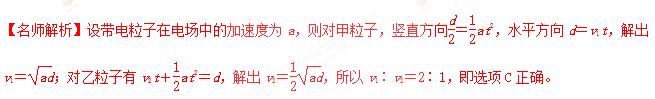 【名师解析】设带电粒子在电场中的加速度为 a，则对甲粒子，竖直方向d/2=1/2at²，水平方向 d=v₁t，解出
v₁=√ad；对乙粒子有 v₂t+1/2at²=d，解出 v₂=1/2√ad，所以 v₁：v₂=2：1，即选项 C 正确。